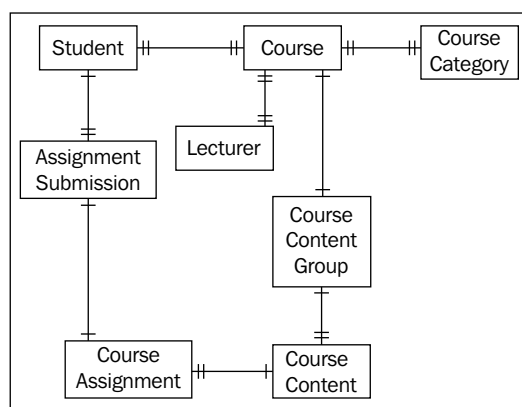 Student
Course
Course
Category
Lecturer
Assignment
Submission
Course
Content
Group
Course
Assignment
Course
Content